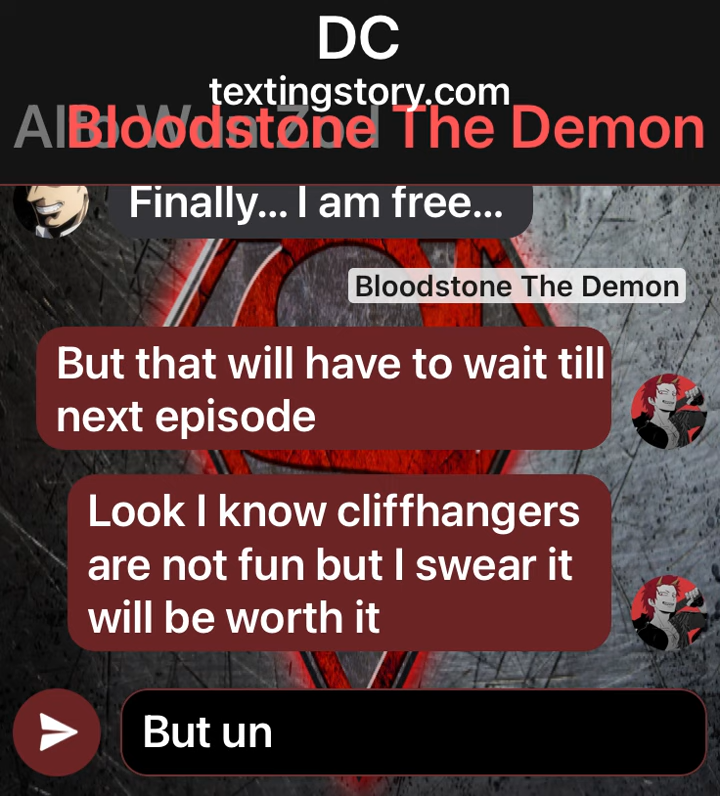 DC
textingstory.com
Bloodstone The Demon
Finally... I am free...
Bloodstone The Demon
But that will have to wait till
next episode
Look I know cliffhangers
are not fun but I swear it
will be worth it
But un